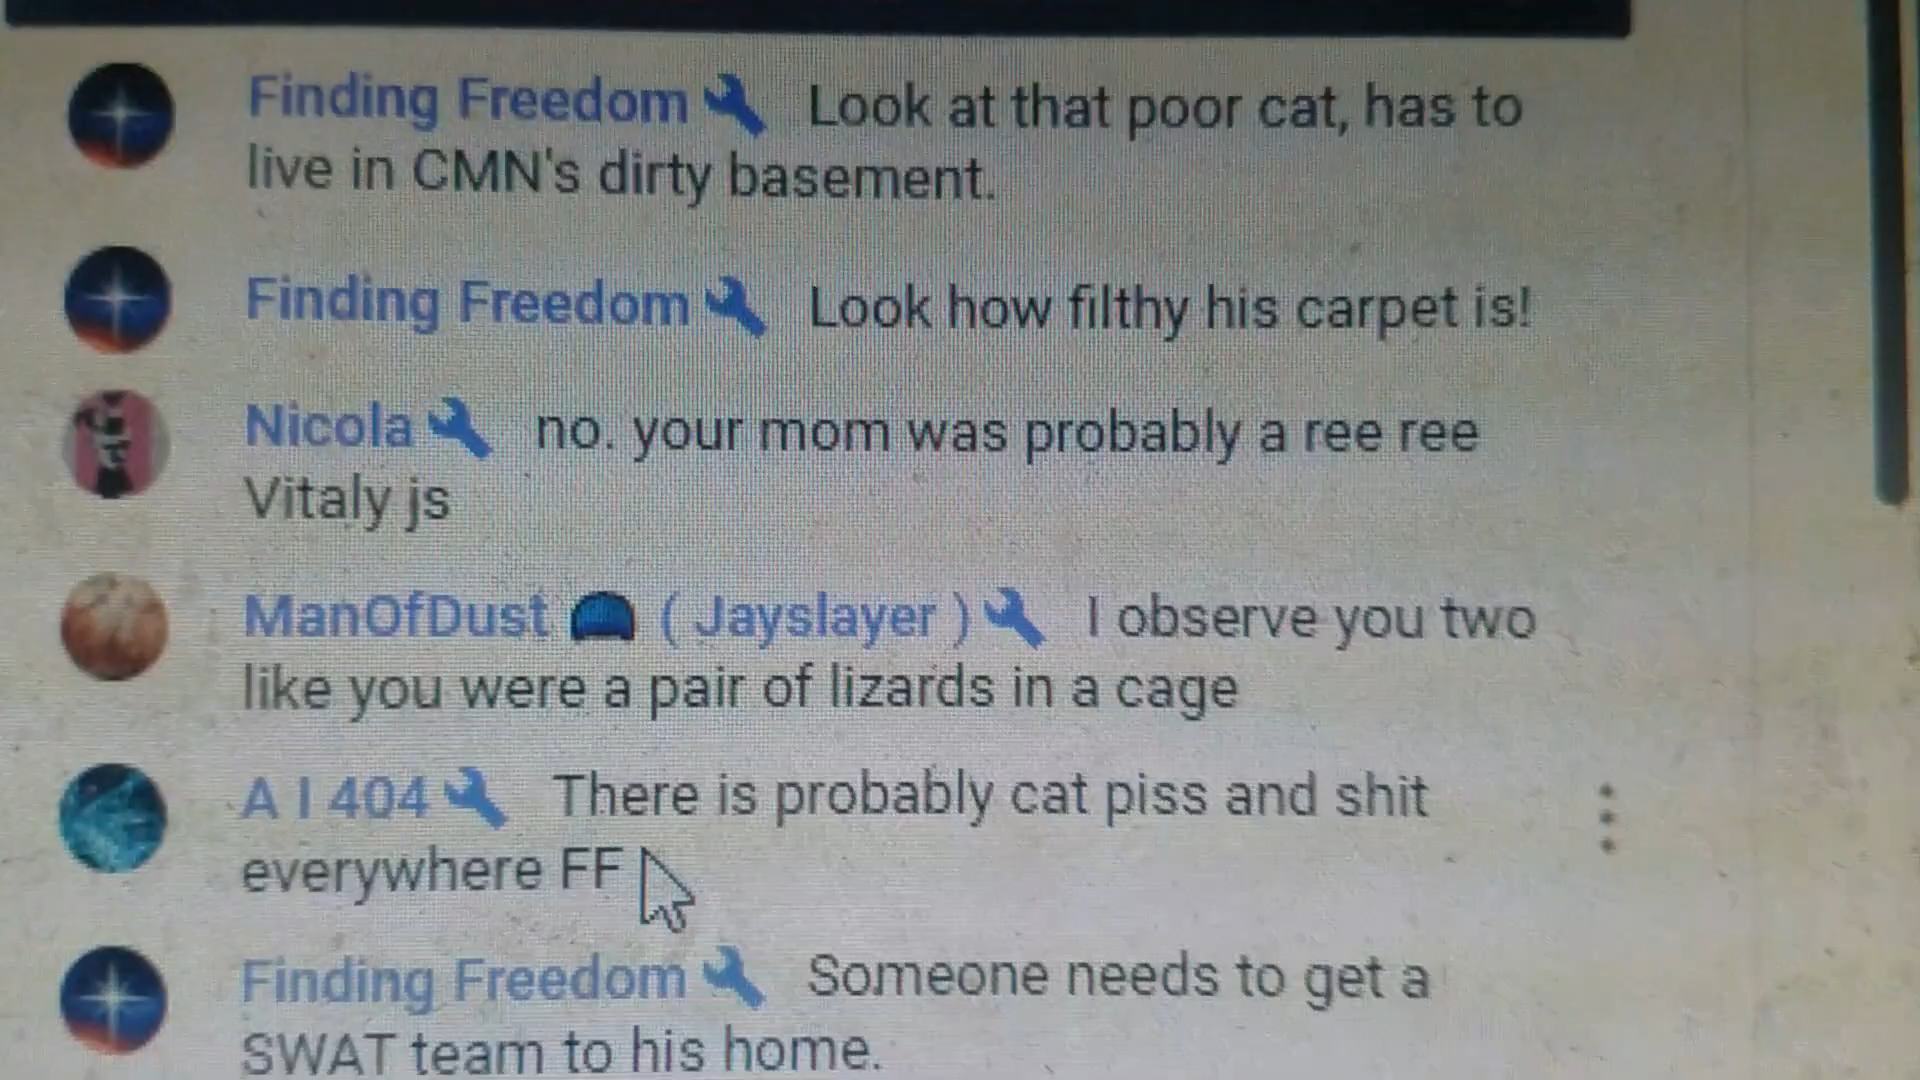 Finding Freedom Look at that poor cat, has to
live in CMN's dirty basement.
Finding Freedom Look how filthy his carpet is!
Nicola no. your mom was probably a ree ree
Vitaly js
ManOfDust ( Jayslayer ) I observe you two
like you were a pair of lizards in a cage
A I 404 There is probably cat piss and shit
everywhere FF
Finding Freedom Someone needs to get a
SWAT team to his home.